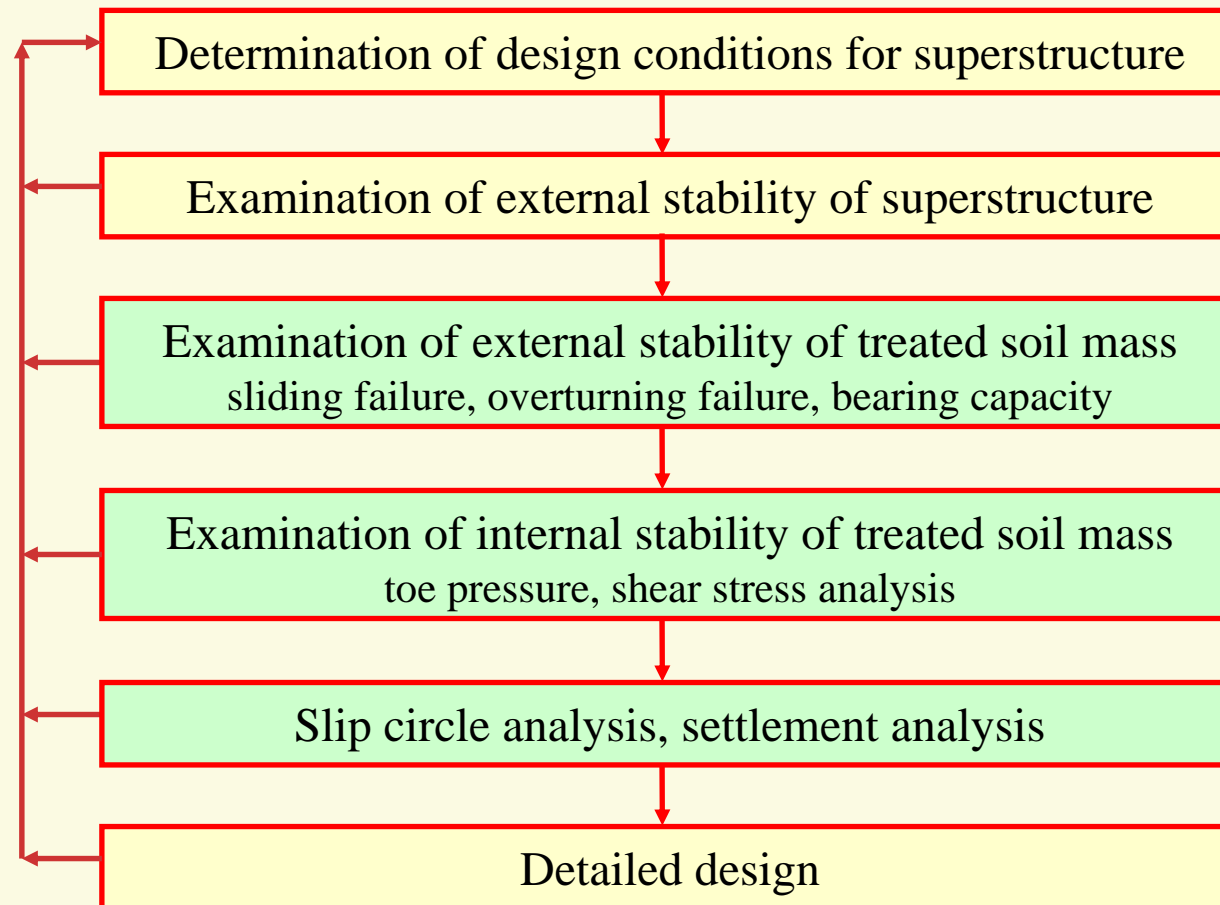 Determination of design conditions for superstructure
Examination of external stability of superstructure
Examination of external stability of treated soil mass
sliding failure, overturning failure, bearing capacity
Examination of internal stability of treated soil mass
toe pressure, shear stress analysis
Slip circle analysis, settlement analysis
Detailed design